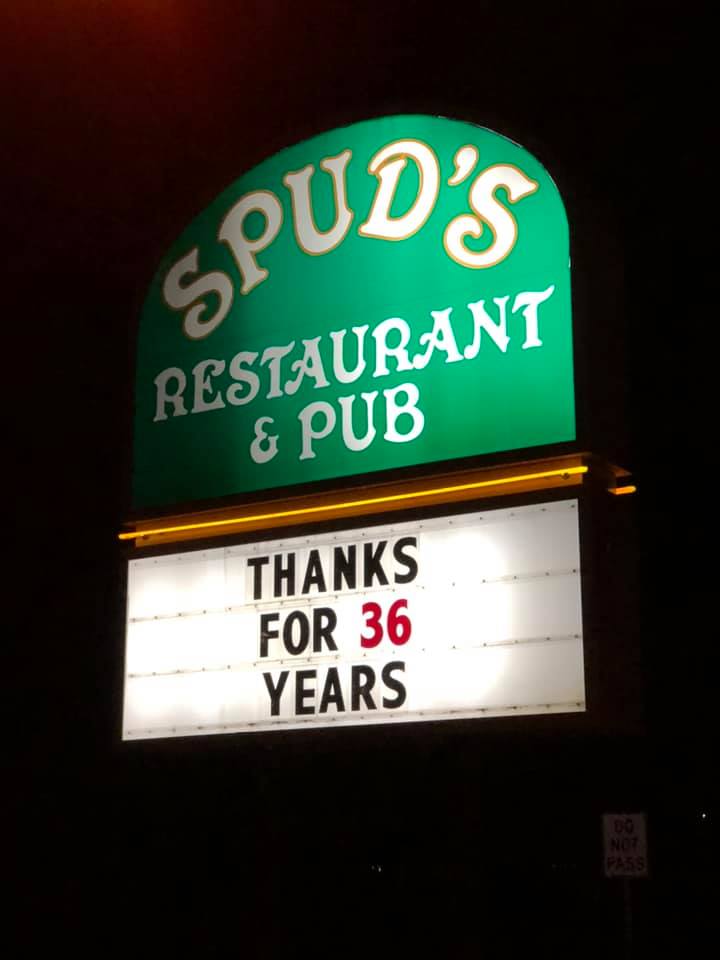 SPUD'S
RESTAURANT
& PUB
THANKS
FOR 36
YEARS
DO
NOT
PASS